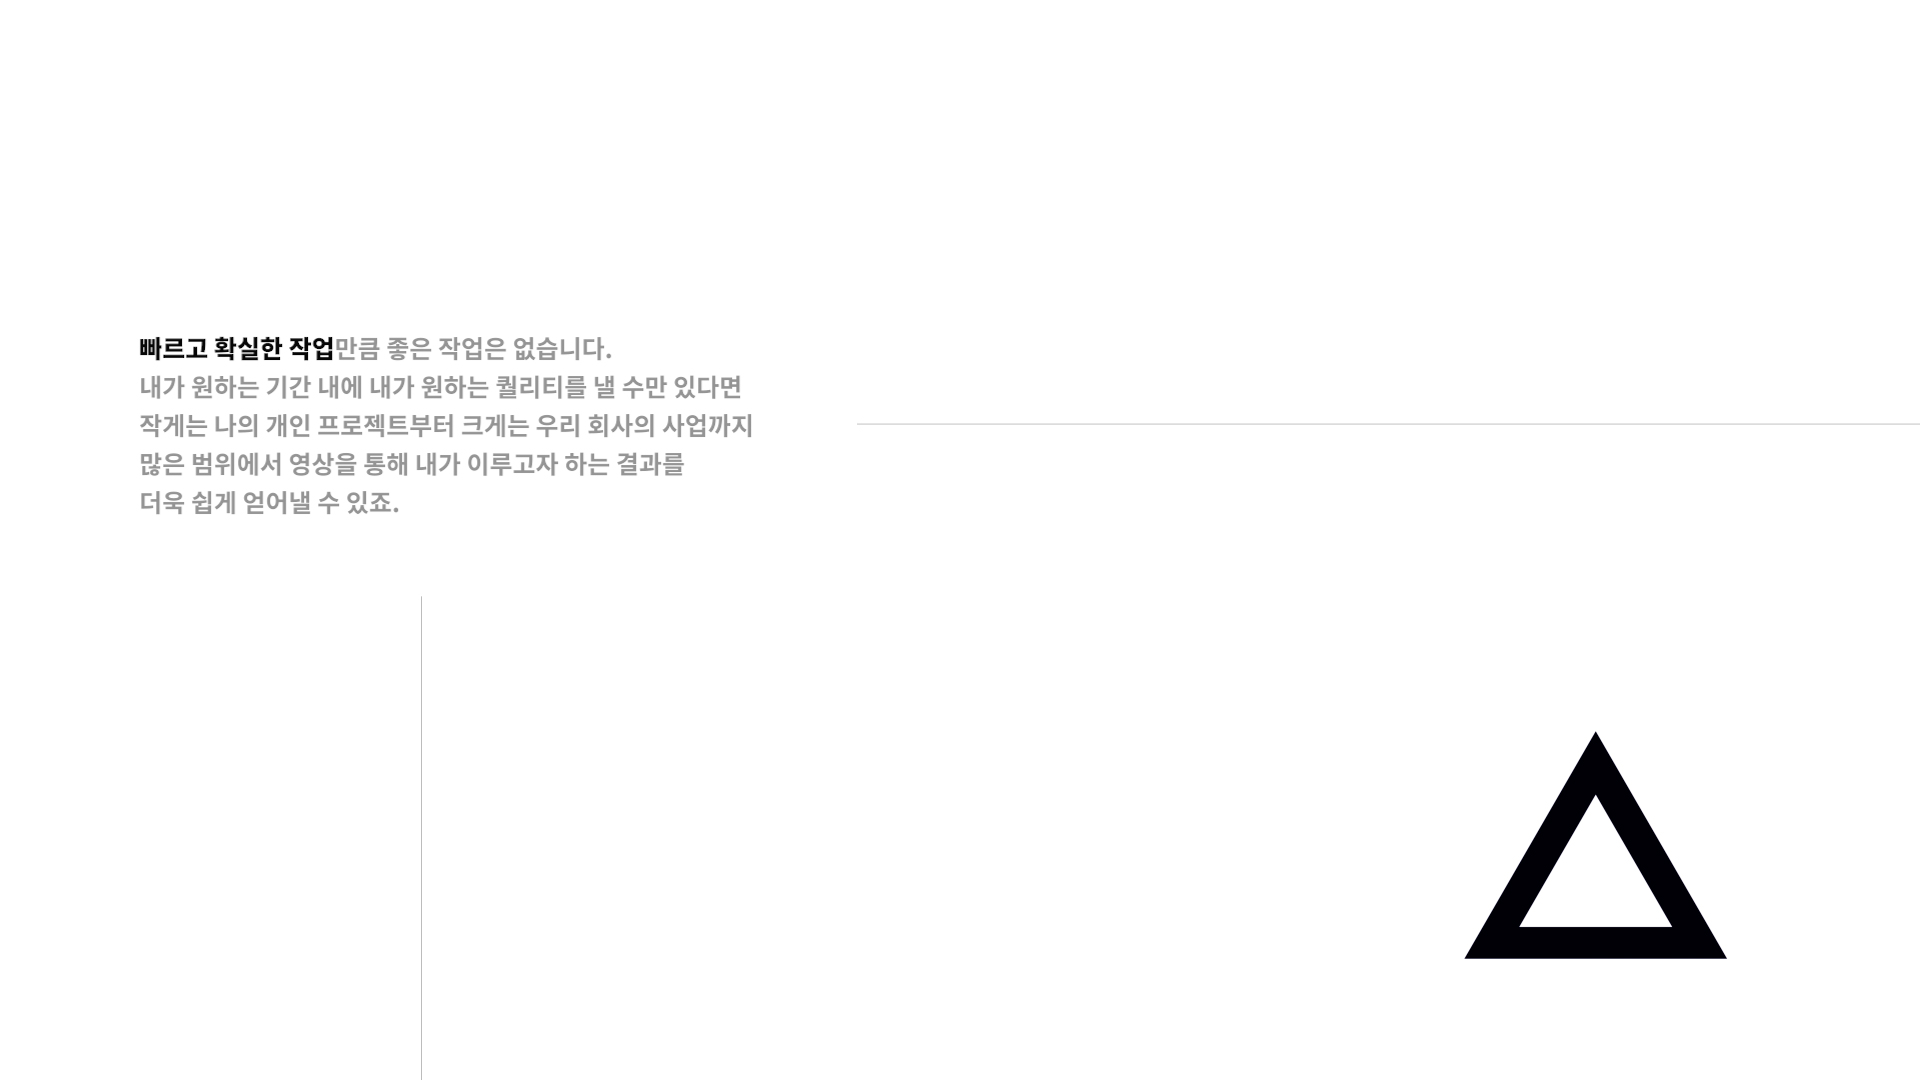 빠르고 확실한 작업만큼 좋은 작업은 없습니다.
내가 원하는 기간 내에 내가 원하는 퀄리티를 낼 수만 있다면
작게는 나의 개인 프로젝트부터 크게는 우리 회사의 사업까지
많은 범위에서 영상을 통해 내가 이루고자 하는 결과를
더욱 쉽게 얻어낼 수 있죠.